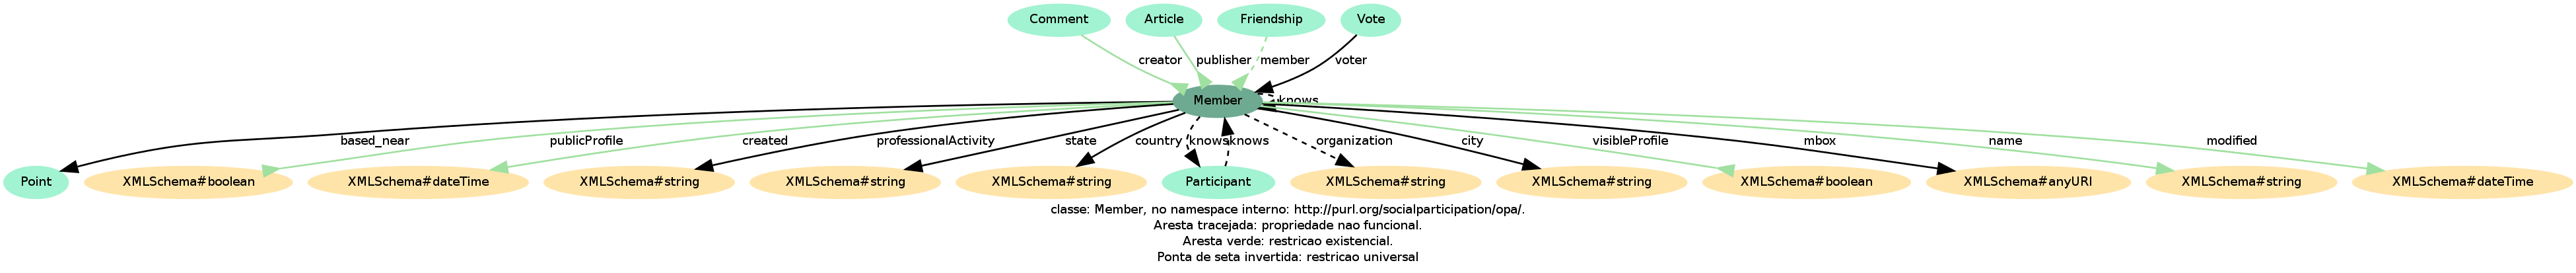 Comment Article Friendship Vote
creator publisher member voter
Member knows
based_near publicProfile created professionalActivity state country knows knows organization city visibleProfile mbox name modified
Point XMLSchema#boolean XMLSchema#dateTime XMLSchema#string XMLSchema#string XMLSchema#string Participant XMLSchema#string XMLSchema#string XMLSchema#boolean XMLSchema#anyURI XMLSchema#string XMLSchema#dateTime
classe: Member, no namespace interno: http://purl.org/socialparticipation/opa/.
Aresta tracejada: propriedade nao funcional.
Aresta verde: restricao existencial.
Ponta de seta invertida: restricao universal